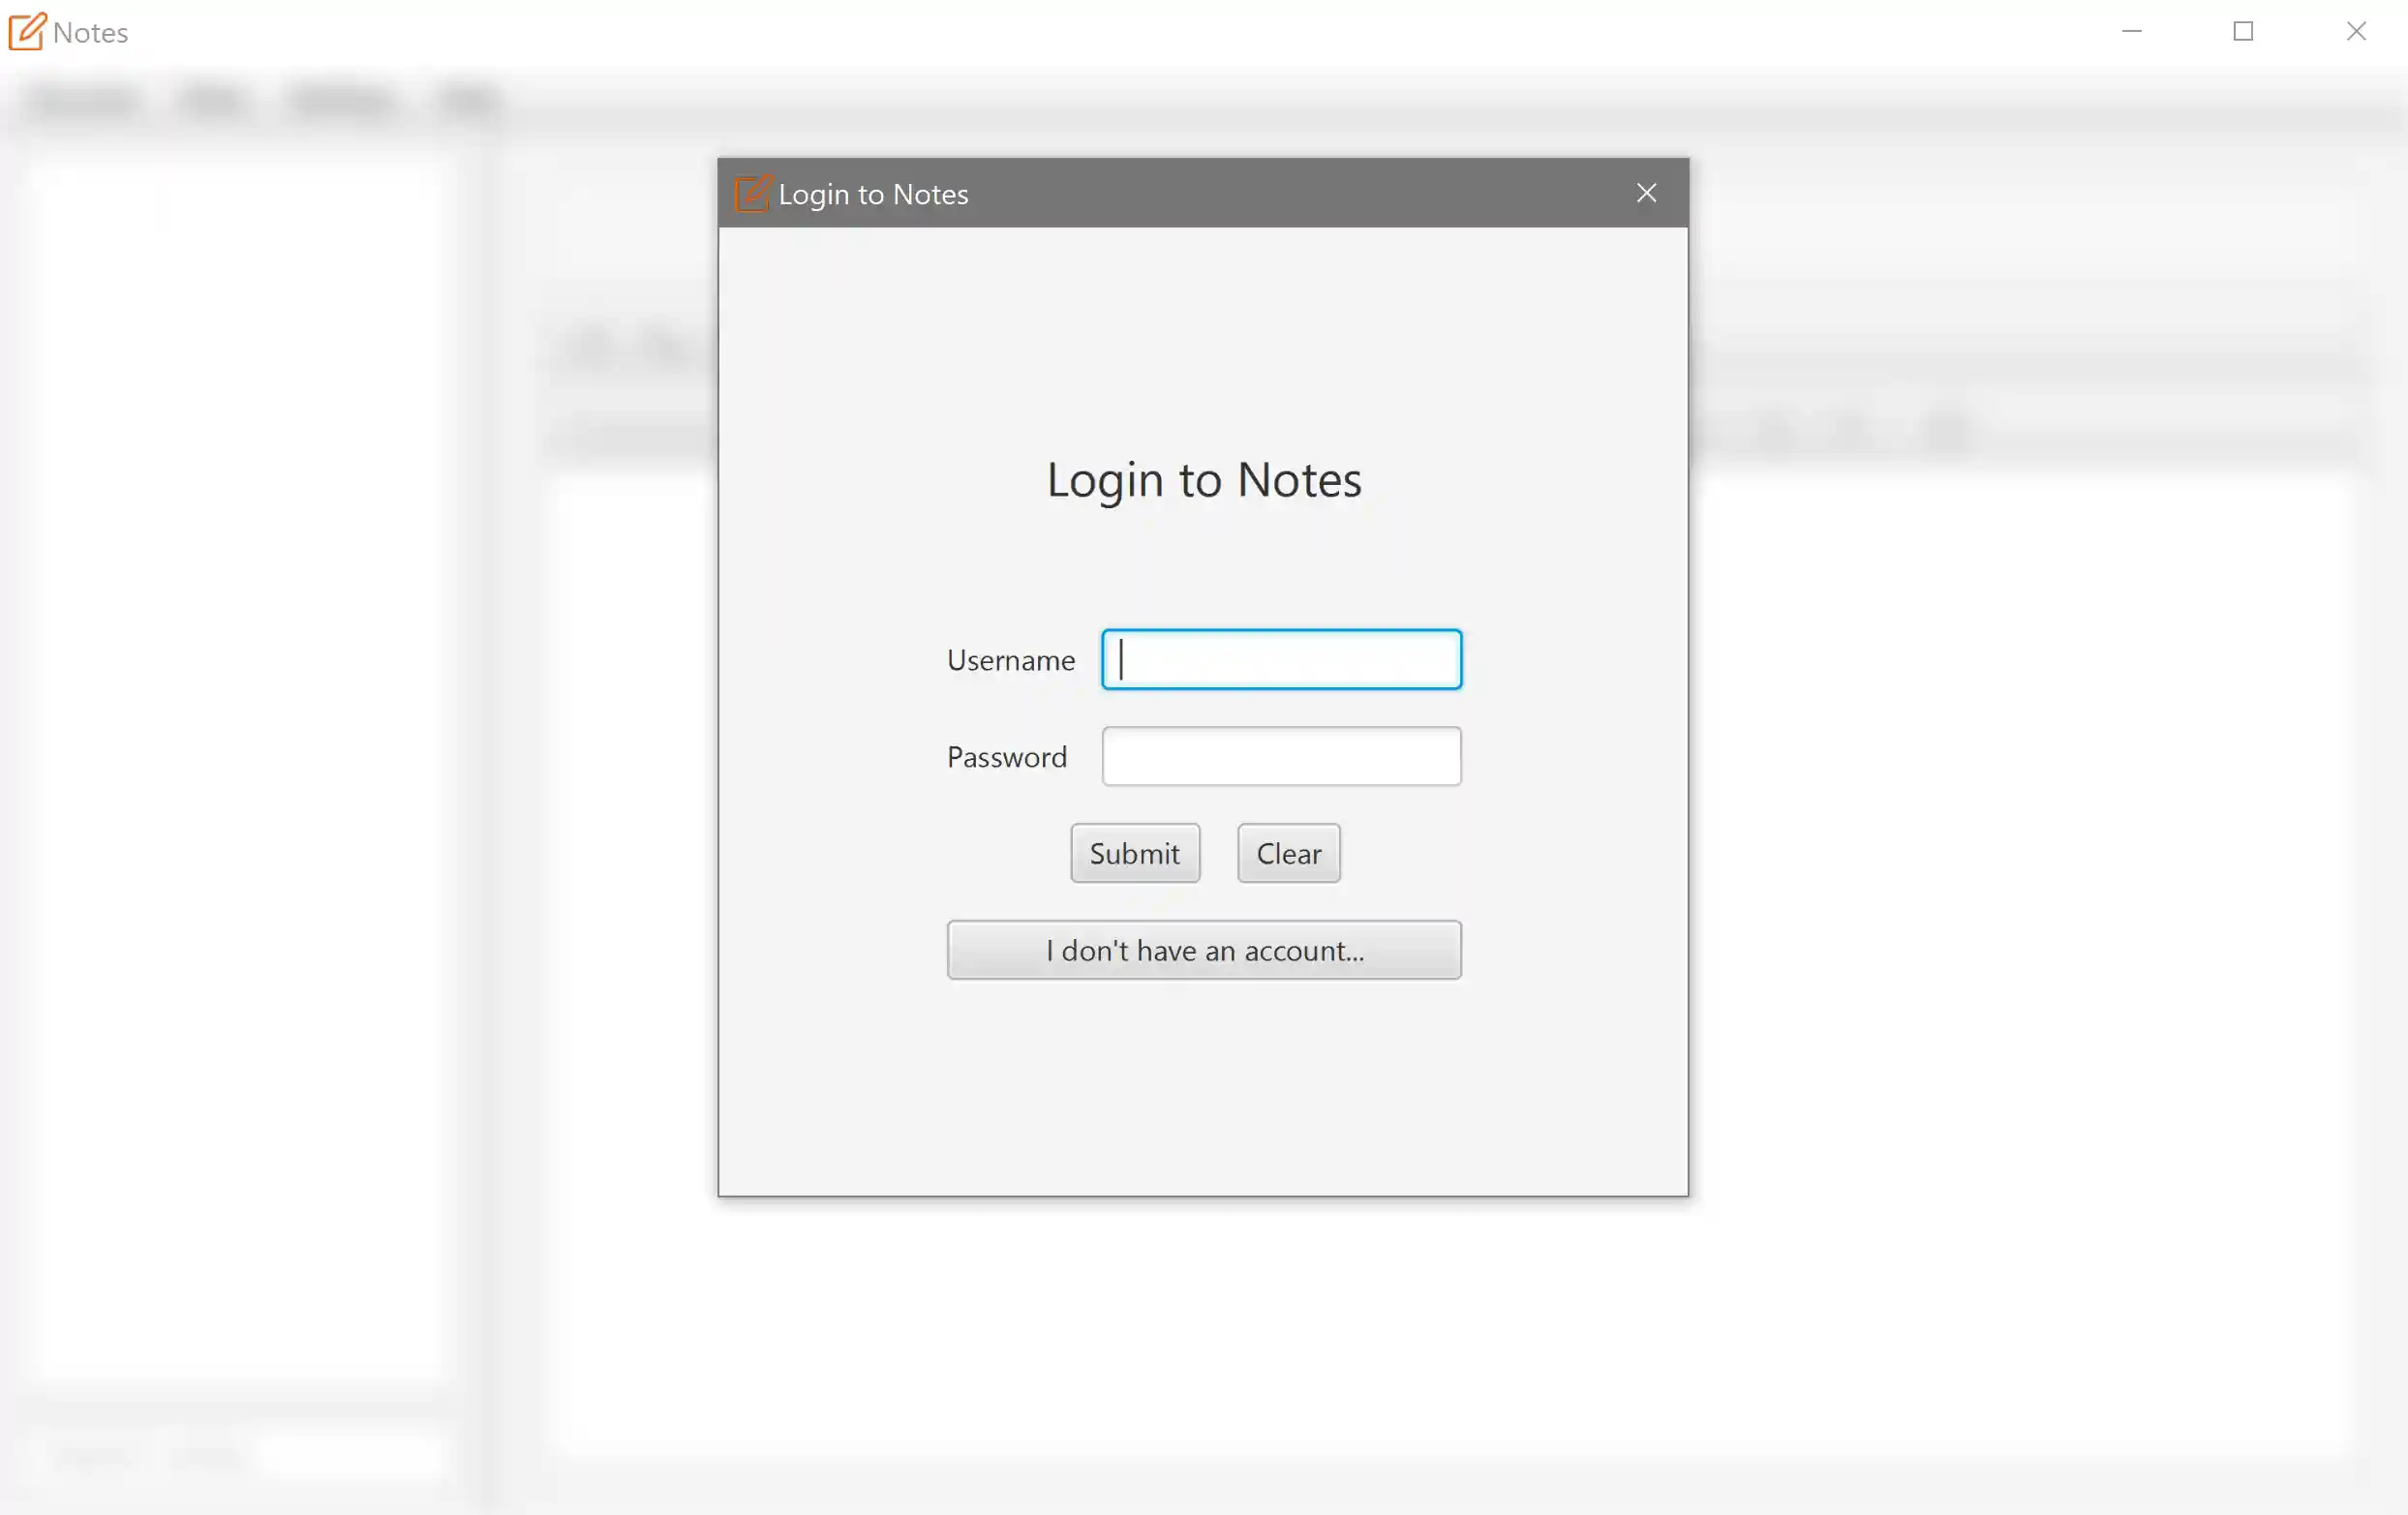 Notes
Login to Notes
Login to Notes
Username
Password
Submit Clear
I don't have an account...